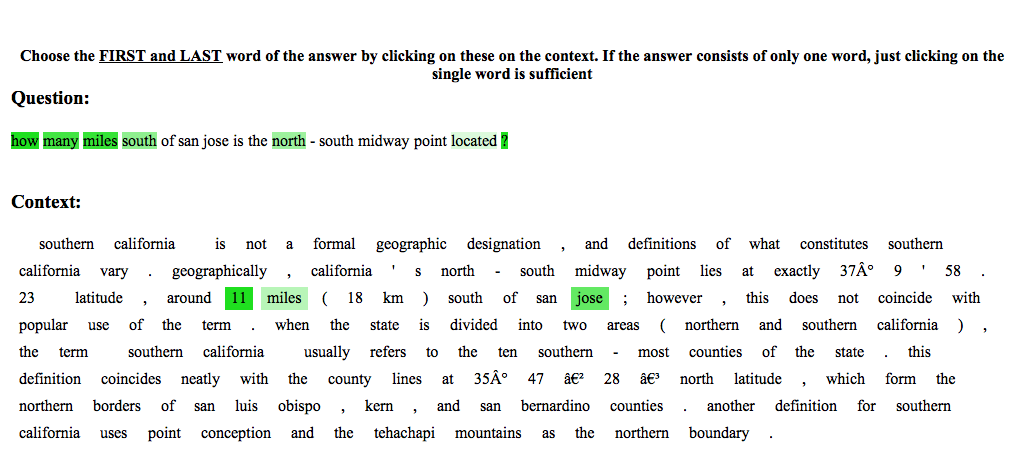 Choose the FIRST and LAST word of the answer by clicking on these on the context. If the answer consists of only one word, just clicking on the
single word is sufficient
Question:
how many miles south of san jose is the north - south midway point located ?
Context:
southern california is not a formal geographic designation , and definitions of what constitutes southern
california vary . geographically , california ' s north - south midway point lies at exactly 37Â° 9 ' 58 .
23 latitude , around 11 miles ( 18 km ) south of san jose ; however , this does not coincide with
popular use of the term . when the state is divided into two areas ( northern and southern california ) ,
the term southern california usually refers to the ten southern - most counties of the state . this
definition coincides neatly with the county lines at 35Â° 47 â€² 28 â€³ north latitude , which form the
northern borders of san luis obispo , kern , and san bernardino counties . another definition for southern
california uses point conception and the tehachapi mountains as the northern boundary .